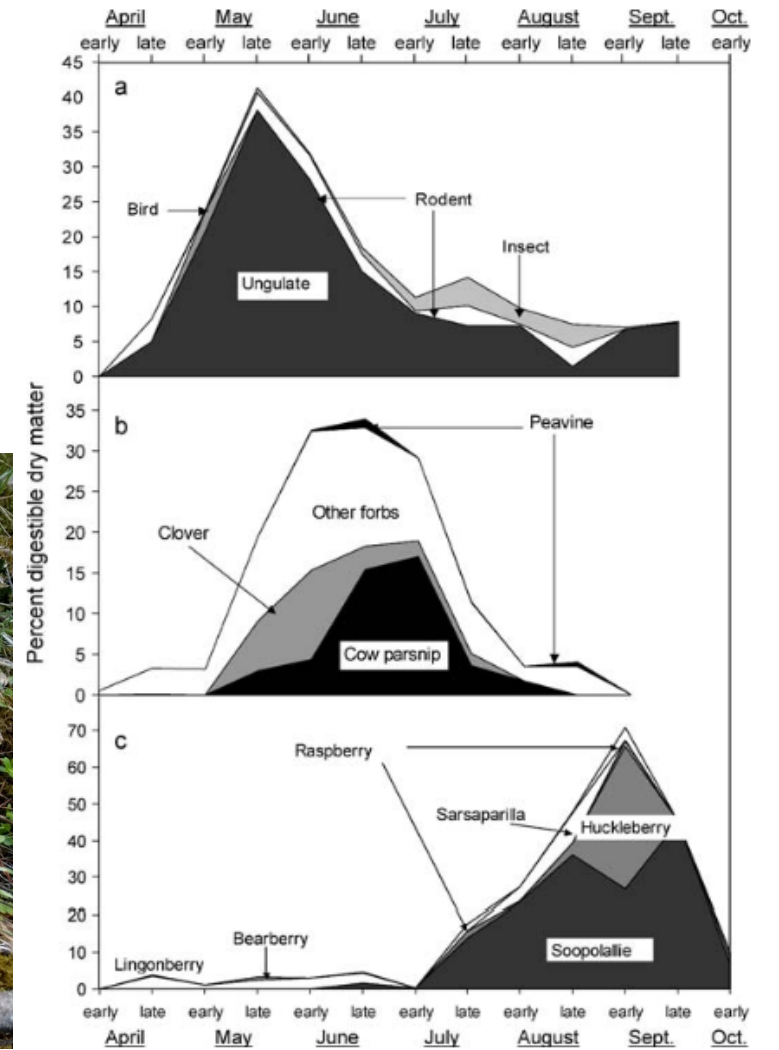 April May June July August Sept. Oct.
early late early late early late early late early late early late early
45
a
40
35
30
25
Bird
Rodent
20
Insect
15
Ungulate
10
5
0
35
b
Peavine
30
25
Other forbs
20
Clover
15
10
5
Cow parsnip
0
70
c
Raspberry
60
50
Sarsaparilla
Huckleberry
40
30
20
Bearberry
10
Lingonberry
Soopolallie
0
Percent digestible dry matter
early late early late early late early late early late early late early
April May June July August Sept. Oct.